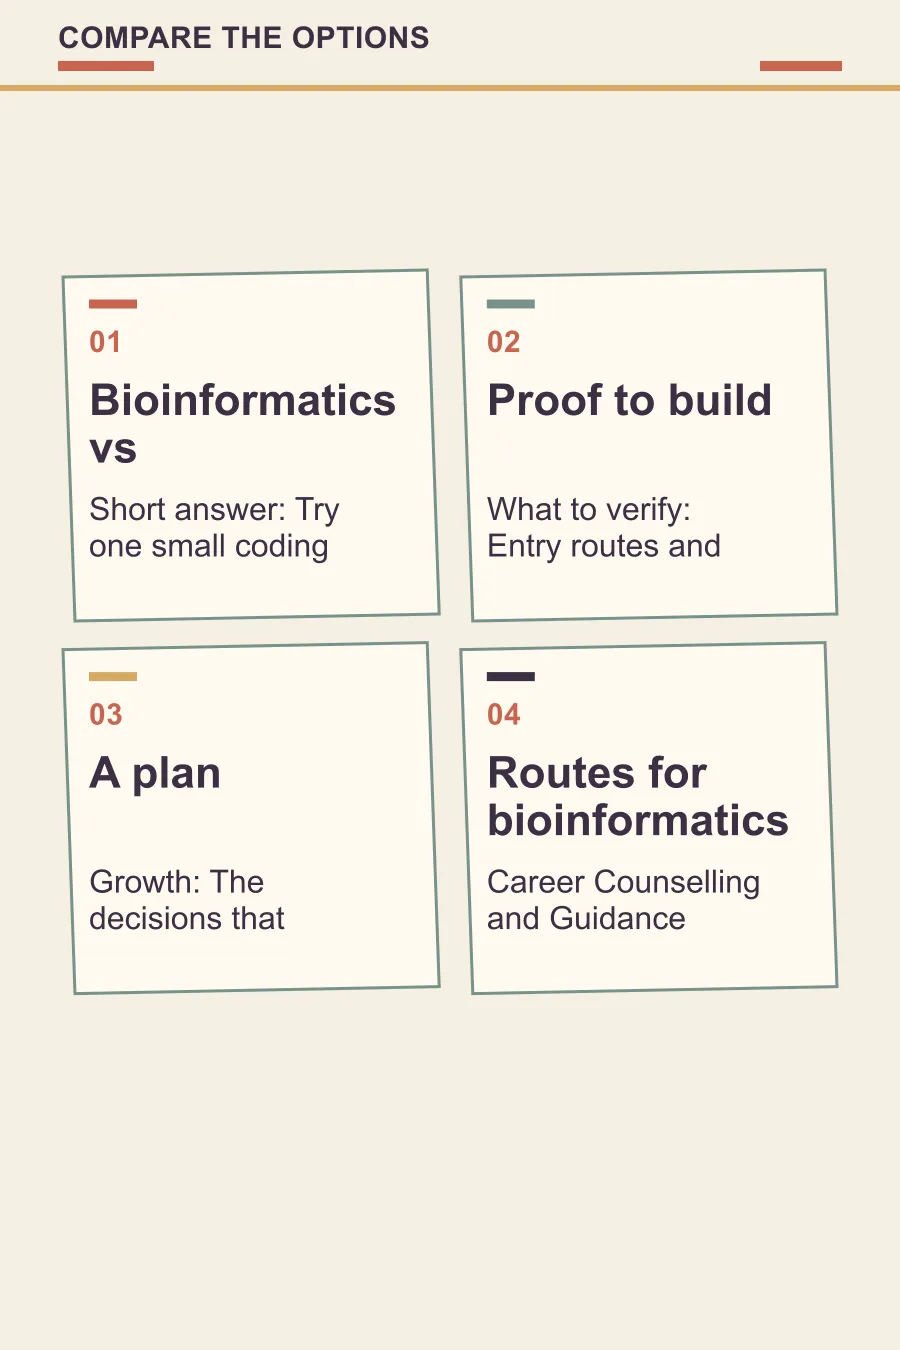 COMPARE THE OPTIONS
01
Bioinformatics
vs
Short answer: Try
one small coding
02
Proof to build
What to verify:
Entry routes and
03
A plan
Growth: The
decisions that
04
Routes for
bioinformatics
Career Counselling
and Guidance